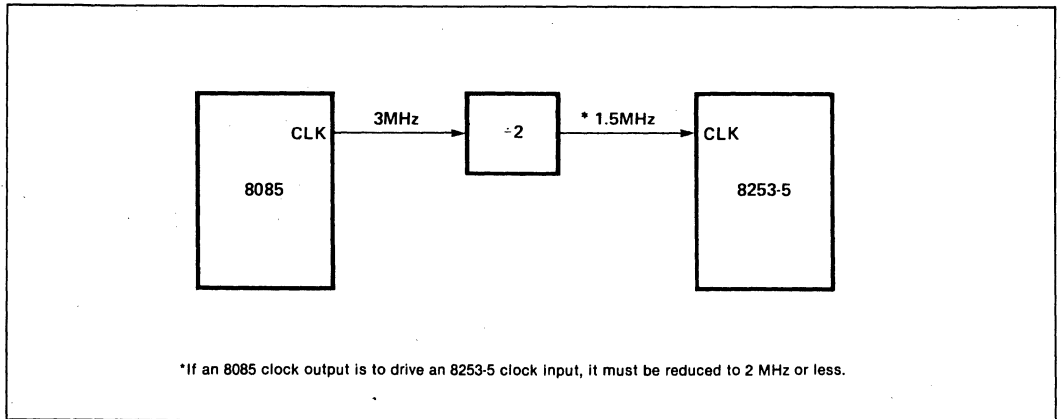 3MHz
* 1.5MHz
CLK
÷2
CLK
8085
8253-5
*If an 8085 clock output is to drive an 8253-5 clock input, it must be reduced to 2 MHz or less.